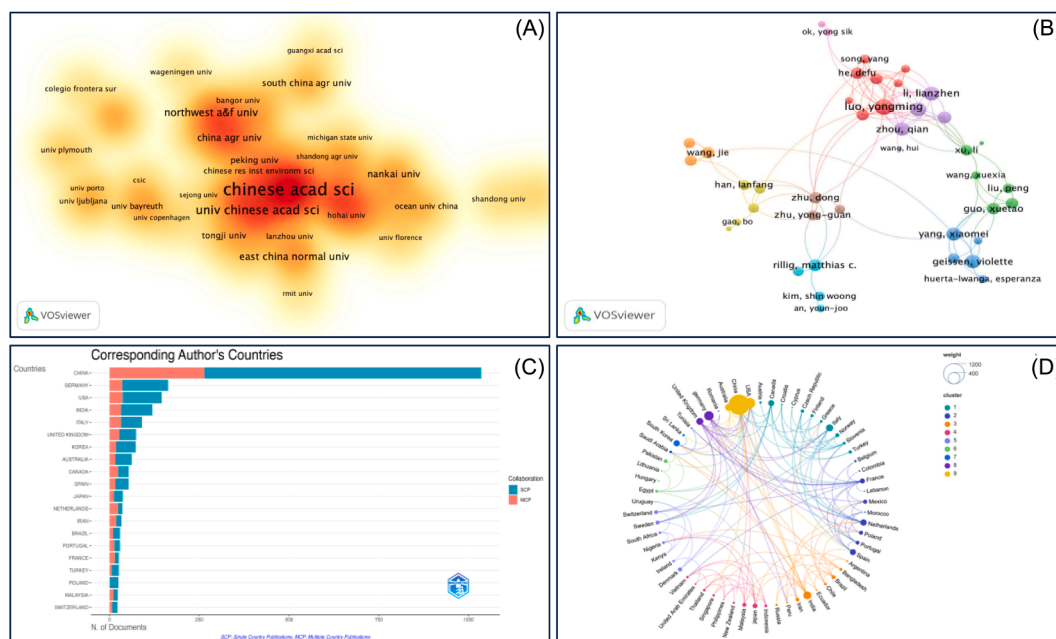 (A)
guangxi acad sci
wageningen univ
south china agr univ
colegio frontera sur
bangor univ
northwest a&f univ
michigan state univ
china agr univ
shandong agr univ
univ plymouth
peking univ
chinese res inst environm sci
nankai univ
csic
univ porto
sejong univ
chinese acad sci
shandong univ
univ ljubljana
univ bayreuth
univ chinese acad sci
hohai univ
ocean univ china
univ copenhagen
tongji univ
lanzhou univ
univ florence
east china normal univ
rmit univ
VOSviewer
(B)
ok, yong sik
song, yang
he, defu
li, lianzhen
luo, yongming
zhou, qian
wang, hui
xu, li
wang, jie
wang, xuexia
han, lanfang
liu, peng
zhu, dong
guo, xuetao
gao, bo
zhu, yong-guan
yang, xiaomei
rillig, matthias c.
geissen, violette
huerta-lwanga, esperanza
kim, shin woong
an, youn-joo
VOSviewer
(C)
Corresponding Author's Countries
Countries
CHINA
GERMANY
USA
INDIA
ITALY
UNITED KINGDOM
KOREA
AUSTRALIA
CANADA
SPAIN
JAPAN
NETHERLANDS
IRAN
BRAZIL
PORTUGAL
FRANCE
TURKEY
POLAND
MALAYSIA
SWITZERLAND
Collaboration
SCP
MCP
0
250
500
750
1000
N. of Documents
SCP: Single Country Publications, MCP: Multiple Country Publications
(D)
weight
1200
400
cluster
1
2
3
4
5
6
7
8
9
China
USA
Austria
Canada
Croatia
Cyprus
Czech Republic
Finland
Greece
Italy
Norway
Slovenia
Turkey
Belgium
Colombia
France
Lebanon
Mexico
Morocco
Netherlands
Poland
Portugal
Spain
Argentina
Bangladesh
Brazil
Chile
Ecuador
India
Iran
Peru
Russia
Indonesia
Japan
Malaysia
New Zealand
Philippines
Singapore
Thailand
Vietnam
United Arab Emirates
Denmark
Ireland
Kenya
Nigeria
South Africa
Sweden
Switzerland
Uruguay
Egypt
Hungary
Lithuania
Pakistan
Saudi Arabia
South Korea
Sri Lanka
Tunisia
United Kingdom
germany
Romania
Australia